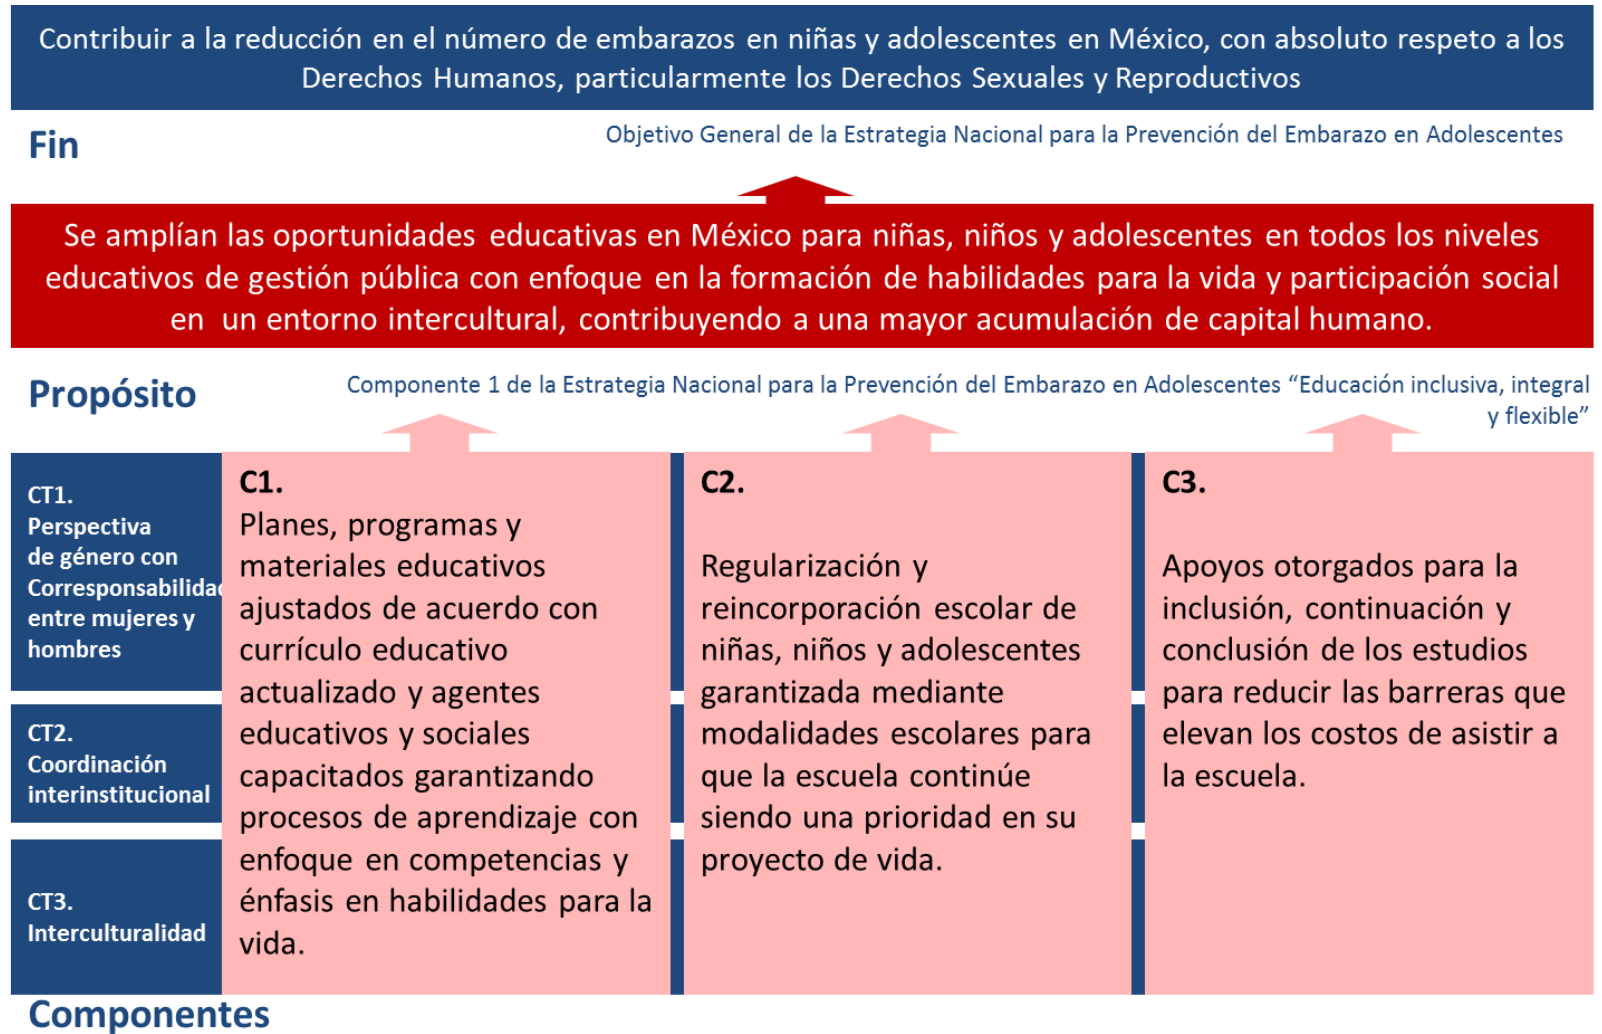 Contribuir a la reducción en el número de embarazos en niñas y adolescentes en México, con absoluto respeto a los
Derechos Humanos, particularmente los Derechos Sexuales y Reproductivos
Fin
Objetivo General de la Estrategia Nacional para la Prevención del Embarazo en Adolescentes
Se amplían las oportunidades educativas en México para niñas, niños y adolescentes en todos los niveles
educativos de gestión pública con enfoque en la formación de habilidades para la vida y participación social
en un entorno intercultural, contribuyendo a una mayor acumulación de capital humano.
Propósito
Componente 1 de la Estrategia Nacional para la Prevención del Embarazo en Adolescentes “Educación inclusiva, integral
y flexible”
CT1.
Perspectiva
de género con
Corresponsabilidad
entre mujeres y
hombres
CT2.
Coordinación
interinstitucional
CT3.
Interculturalidad
C1.
Planes, programas y
materiales educativos
ajustados de acuerdo con
currículo educativo
actualizado y agentes
educativos y sociales
capacitados garantizando
procesos de aprendizaje con
enfoque en competencias y
énfasis en habilidades para la
vida.
C2.
Regularización y
reincorporación escolar de
niñas, niños y adolescentes
garantizada mediante
modalidades escolares para
que la escuela continúe
siendo una prioridad en su
proyecto de vida.
C3.
Apoyos otorgados para la
inclusión, continuación y
conclusión de los estudios
para reducir las barreras que
elevan los costos de asistir a
la escuela.
Componentes